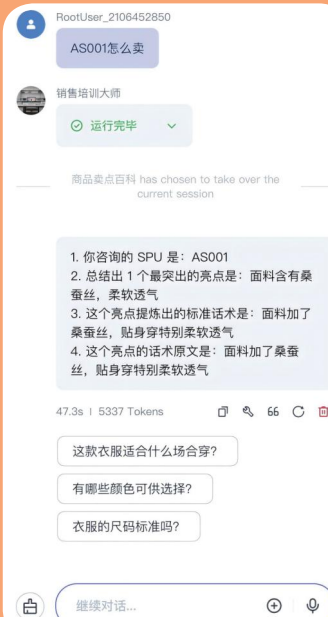 RootUser_2106452850
AS001怎么卖
销售培训大师
运行完毕
商品卖点百科 has chosen to take over the
current session
1. 你咨询的 SPU 是：AS001
2. 总结出 1 个最突出的亮点是：面料含有桑
蚕丝，柔软透气
3. 这个亮点提炼出的标准话术是：面料加了
桑蚕丝，贴身穿特别柔软透气
4. 这个亮点的话术原文是：面料加了桑蚕
丝，贴身穿特别柔软透气
47.3s | 5337 Tokens
这款衣服适合什么场合穿?
有哪些颜色可供选择?
衣服的尺码标准吗?
继续对话...